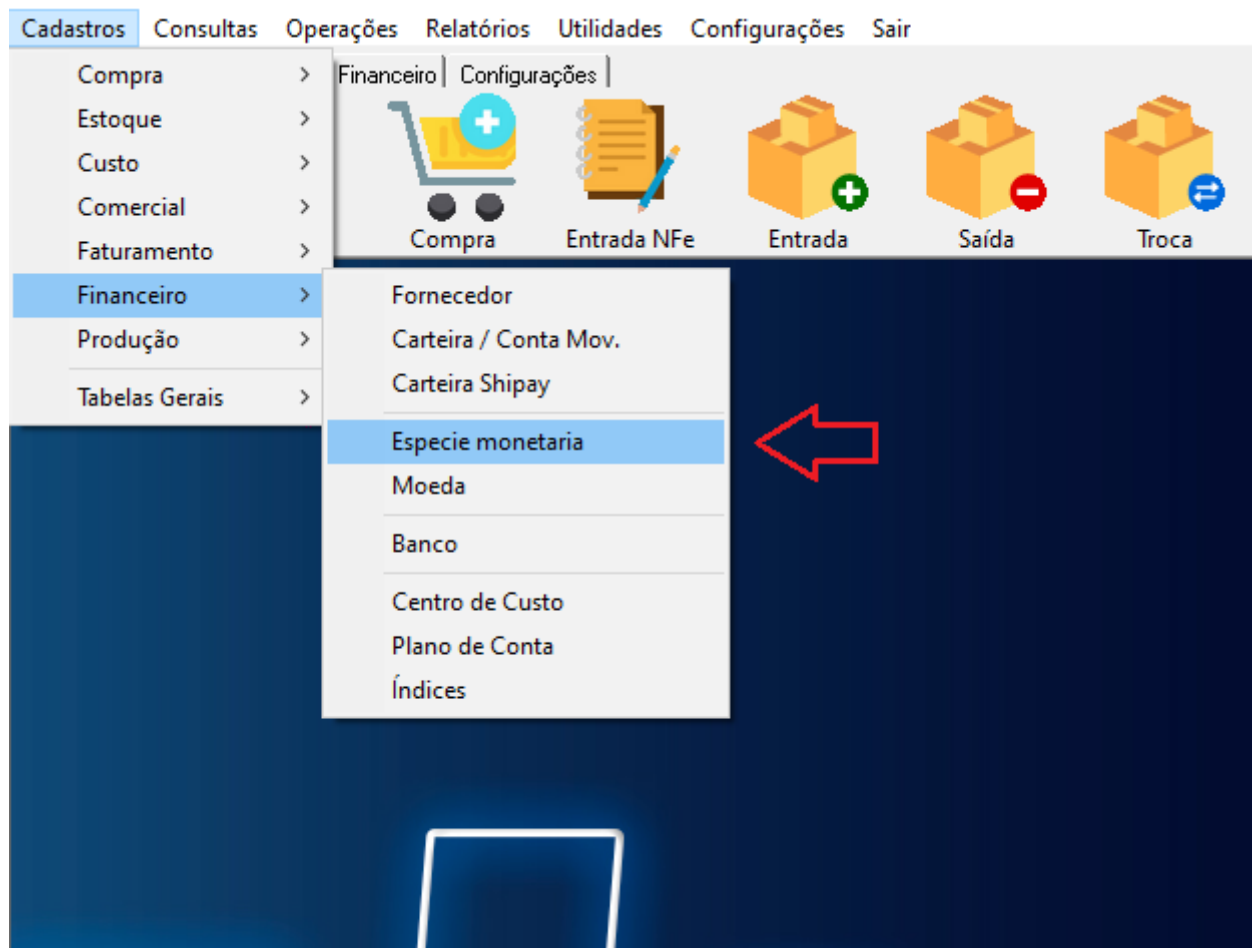 Cadastros Consultas Operações Relatórios Utilidades Configurações Sair
Financeiro Configurações
Compra Entrada NFe Entrada Saída Troca
Compra
Estoque
Custo
Comercial
Faturamento
Financeiro
Produção
Tabelas Gerais
Fornecedor
Carteira / Conta Mov.
Carteira Shipay
Especie monetaria
Moeda
Banco
Centro de Custo
Plano de Conta
Índices